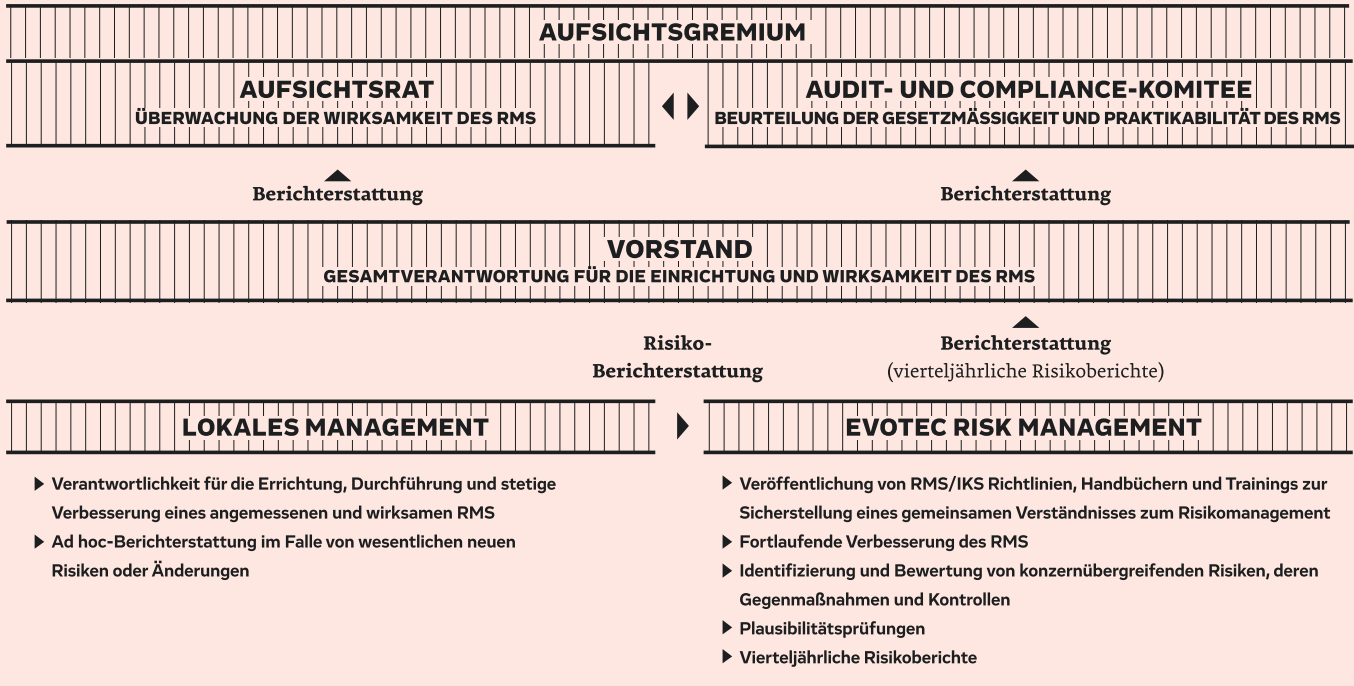 AUFSICHTSGREMIUM
AUFSICHTSRAT
ÜBERWACHUNG DER WIRKSAMKEIT DES RMS
AUDIT- UND COMPLIANCE-KOMITEE
BEURTEILUNG DER GESETZMÄSSIGKEIT UND PRAKTIKABILITÄT DES RMS
Berichterstattung
Berichterstattung
VORSTAND
GESAMTVERANTWORTUNG FÜR DIE EINRICHTUNG UND WIRKSAMKEIT DES RMS
Risiko-
Berichterstattung
Berichterstattung
(vierteljährliche Risikoberichte)
LOKALES MANAGEMENT
EVOTEC RISK MANAGEMENT
Verantwortlichkeit für die Errichtung, Durchführung und stetige
Verbesserung eines angemessenen und wirksamen RMS
Ad hoc-Berichterstattung im Falle von wesentlichen neuen
Risiken oder Änderungen
Veröffentlichung von RMS/IKS Richtlinien, Handbüchern und Trainings zur
Sicherstellung eines gemeinsamen Verständnisses zum Risikomanagement
Fortlaufende Verbesserung des RMS
Identifizierung und Bewertung von konzernübergreifenden Risiken, deren
Gegenmaßnahmen und Kontrollen
Plausibilitätsprüfungen
Vierteljährliche Risikoberichte